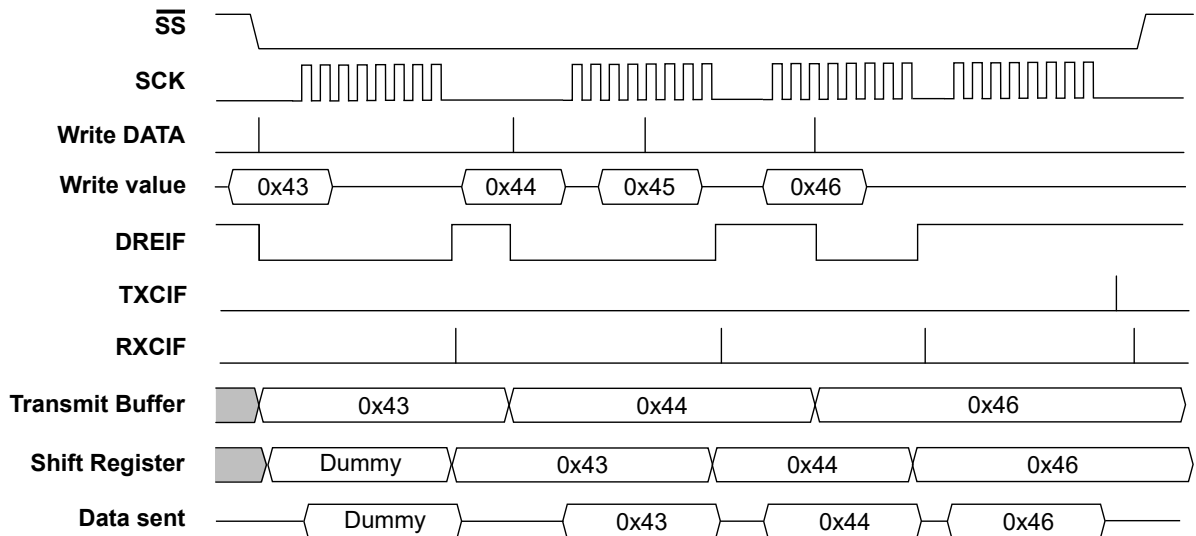 SS
SCK
Write DATA
Write value 0x43 0x44 0x45 0x46
DREIF
TXCIF
RXCIF
Transmit Buffer 0x43 0x44 0x46
Shift Register Dummy 0x43 0x44 0x46
Data sent Dummy 0x43 0x44 0x46